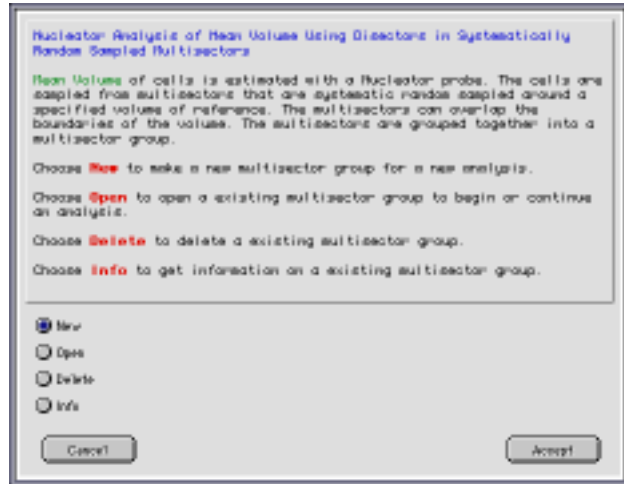 Nucleator Analysis of Mean Volume Using Disectors in Systematically
Random Sampled Multisectors
Mean Volume of cells is estimated with a Nucleator probe. The cells are
sampled from multisectors that are systematic random sampled around a
specified volume of reference. The multisectors can overlap the
boundaries of the volume. The multisectors are grouped together into a
multisector group.
Choose New to make a new multisector group for a new analysis.
Choose Open to open a existing multisector group to begin or continue
an analysis.
Choose Delete to delete a existing multisector group.
Choose Info to get information on a existing multisector group.
New
Open
Delete
Info
Cancel
Accept